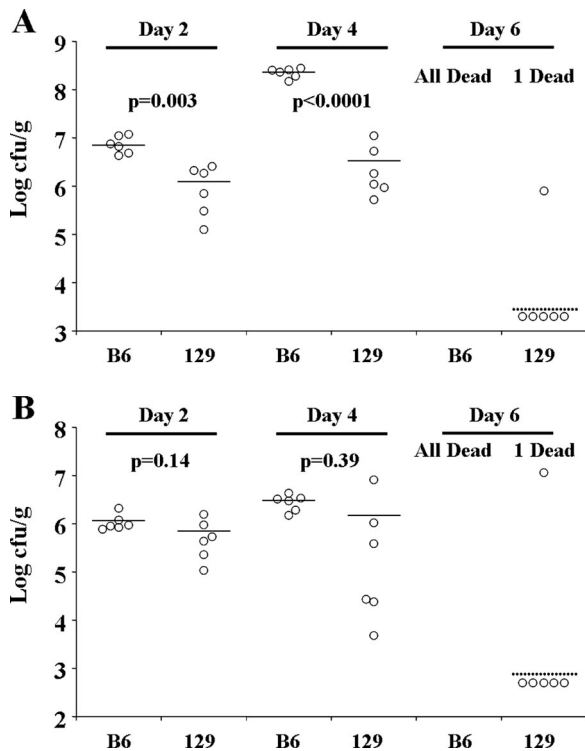 A
Day 2 Day 4 Day 6
All Dead 1 Dead
p=0.003 p<0.0001
Log cfu/g
9
8
7
6
5
4
3
B6 129 B6 129 B6 129
B
Day 2 Day 4 Day 6
All Dead 1 Dead
p=0.14 p=0.39
Log cfu/g
8
7
6
5
4
3
2
B6 129 B6 129 B6 129